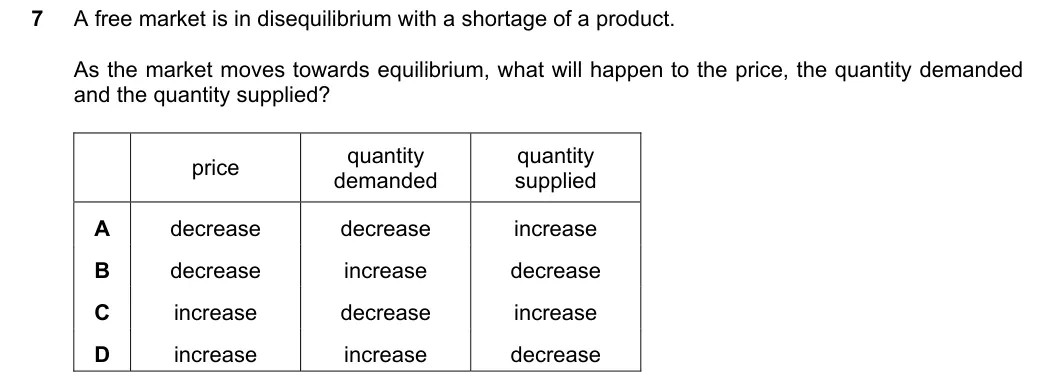 7 A free market is in disequilibrium with a shortage of a product.
As the market moves towards equilibrium, what will happen to the price, the quantity demanded
and the quantity supplied?
price quantity demanded quantity supplied
A decrease decrease increase
B decrease increase decrease
C increase decrease increase
D increase increase decrease